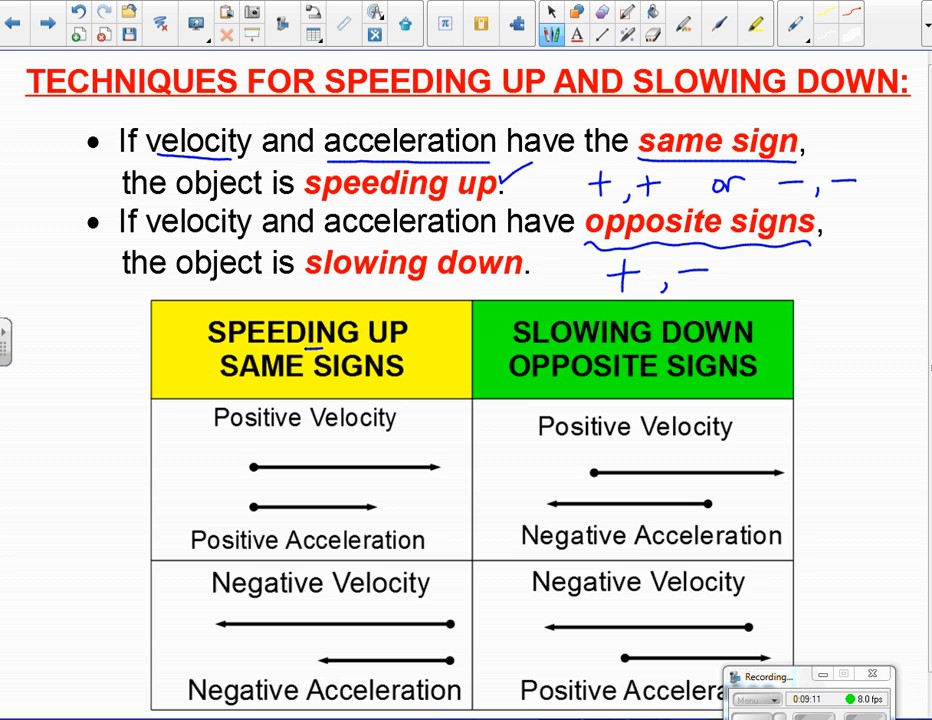 TECHNIQUES FOR SPEEDING UP AND SLOWING DOWN:
• If velocity and acceleration have the same sign,
the object is speeding up.
+ , + or – , –
• If velocity and acceleration have opposite signs,
the object is slowing down.
+ , –
SPEEDING UP
SAME SIGNS
SLOWING DOWN
OPPOSITE SIGNS
Positive Velocity
Positive Acceleration
Positive Velocity
Negative Acceleration
Negative Velocity
Negative Acceleration
Negative Velocity
Positive Accelera
Recording...
Menu
0:09:11
8.0 fps